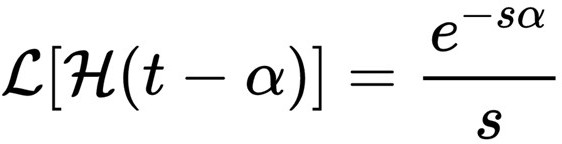 ℒ[ℋ(t − α)] = e^{−sα} / s